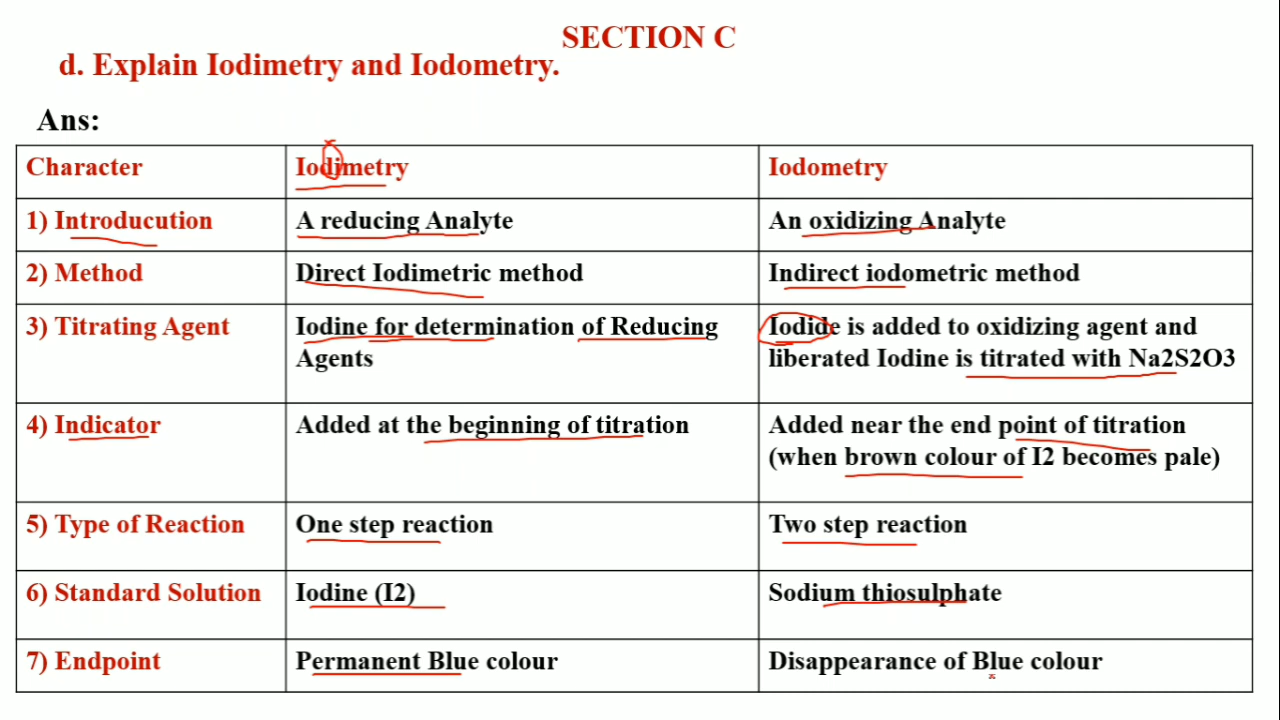 SECTION C
d. Explain Iodimetry and Iodometry.
Ans:
Character Iodimetry Iodometry
1) Introducution A reducing Analyte An oxidizing Analyte
2) Method Direct Iodimetric method Indirect iodometric method
3) Titrating Agent Iodine for determination of Reducing Iodide is added to oxidizing agent and
Agents liberated Iodine is titrated with Na2S2O3
4) Indicator Added at the beginning of titration Added near the end point of titration
(when brown colour of I2 becomes pale)
5) Type of Reaction One step reaction Two step reaction
6) Standard Solution Iodine (I2) Sodium thiosulphate
7) Endpoint Permanent Blue colour Disappearance of Blue colour